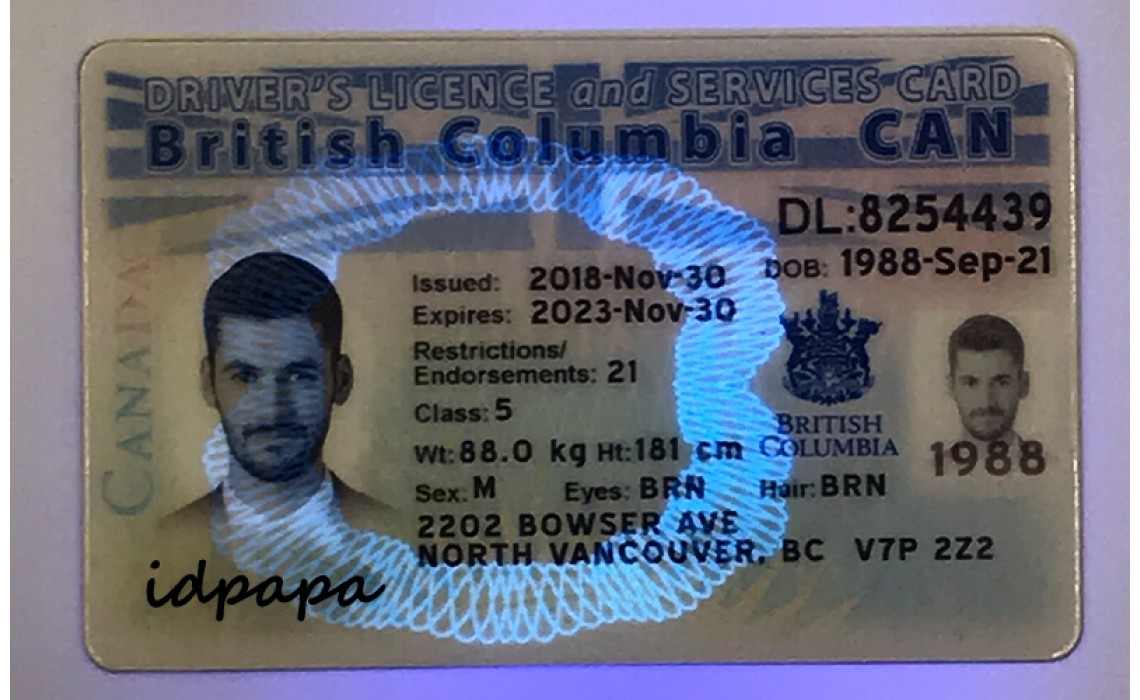 DRIVER'S LICENCE and SERVICES CARD
British Columbia CAN
DL:8254439
DOB: 1988-Sep-21
Issued: 2018-Nov-30
Expires: 2023-Nov-30
Restrictions/
Endorsements: 21
Class: 5
Wt: 88.0 kg Ht: 181 cm
Sex: M Eyes: BRN Hair: BRN
2202 BOWSER AVE
NORTH VANCOUVER, BC V7P 2Z2
CANADA
BRITISH
COLUMBIA
1988
idpapa